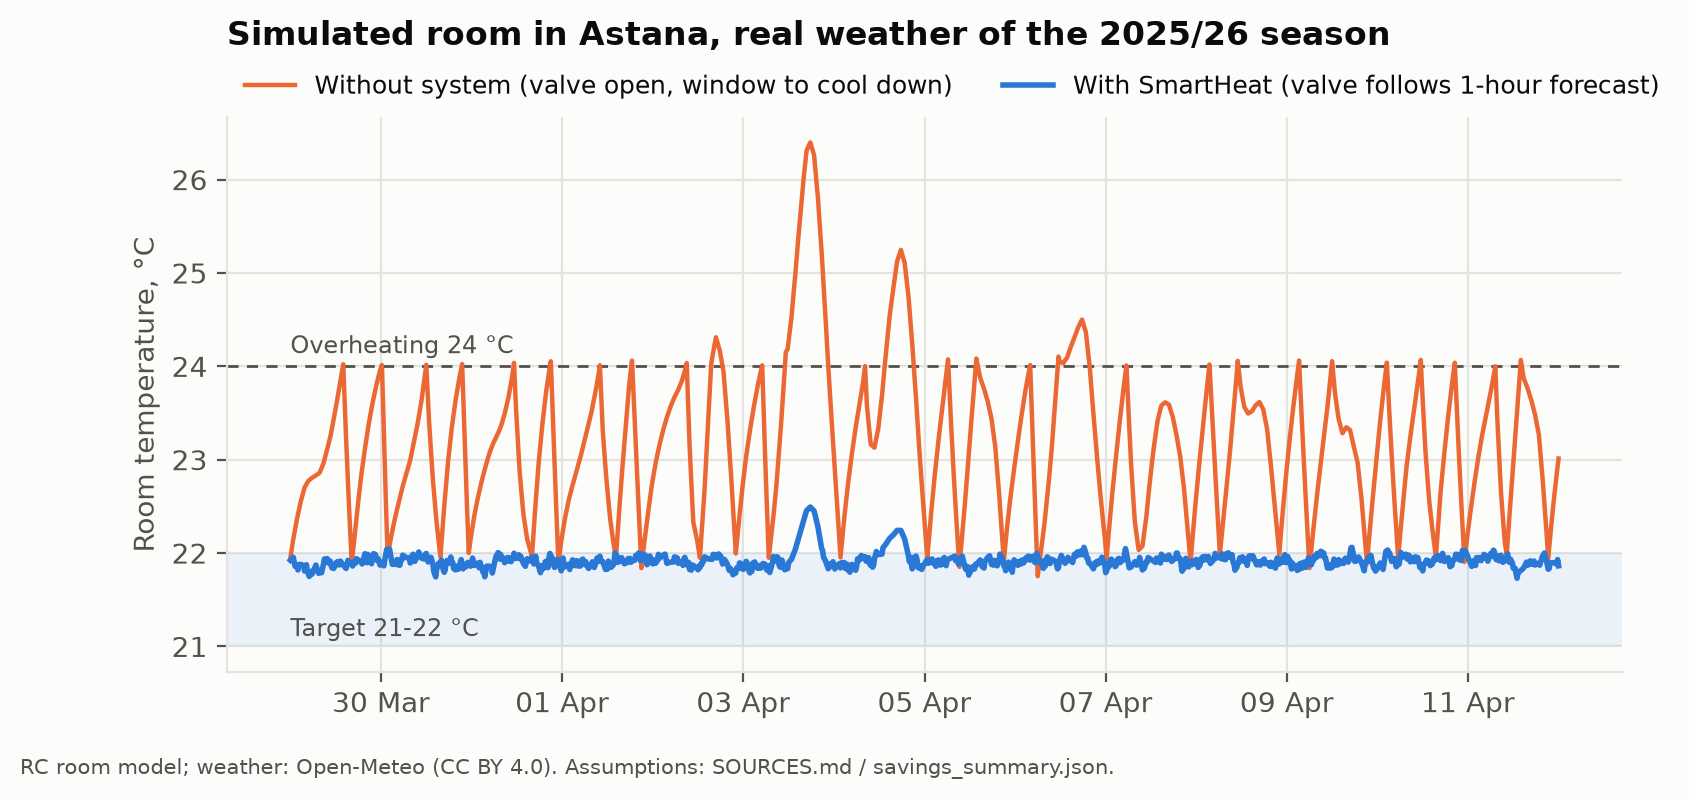 Simulated room in Astana, real weather of the 2025/26 season
Without system (valve open, window to cool down)
With SmartHeat (valve follows 1-hour forecast)
Room temperature, °C
26
25
24
23
22
21
Overheating 24 °C
Target 21-22 °C
30 Mar
01 Apr
03 Apr
05 Apr
07 Apr
09 Apr
11 Apr
RC room model; weather: Open-Meteo (CC BY 4.0). Assumptions: SOURCES.md / savings_summary.json.